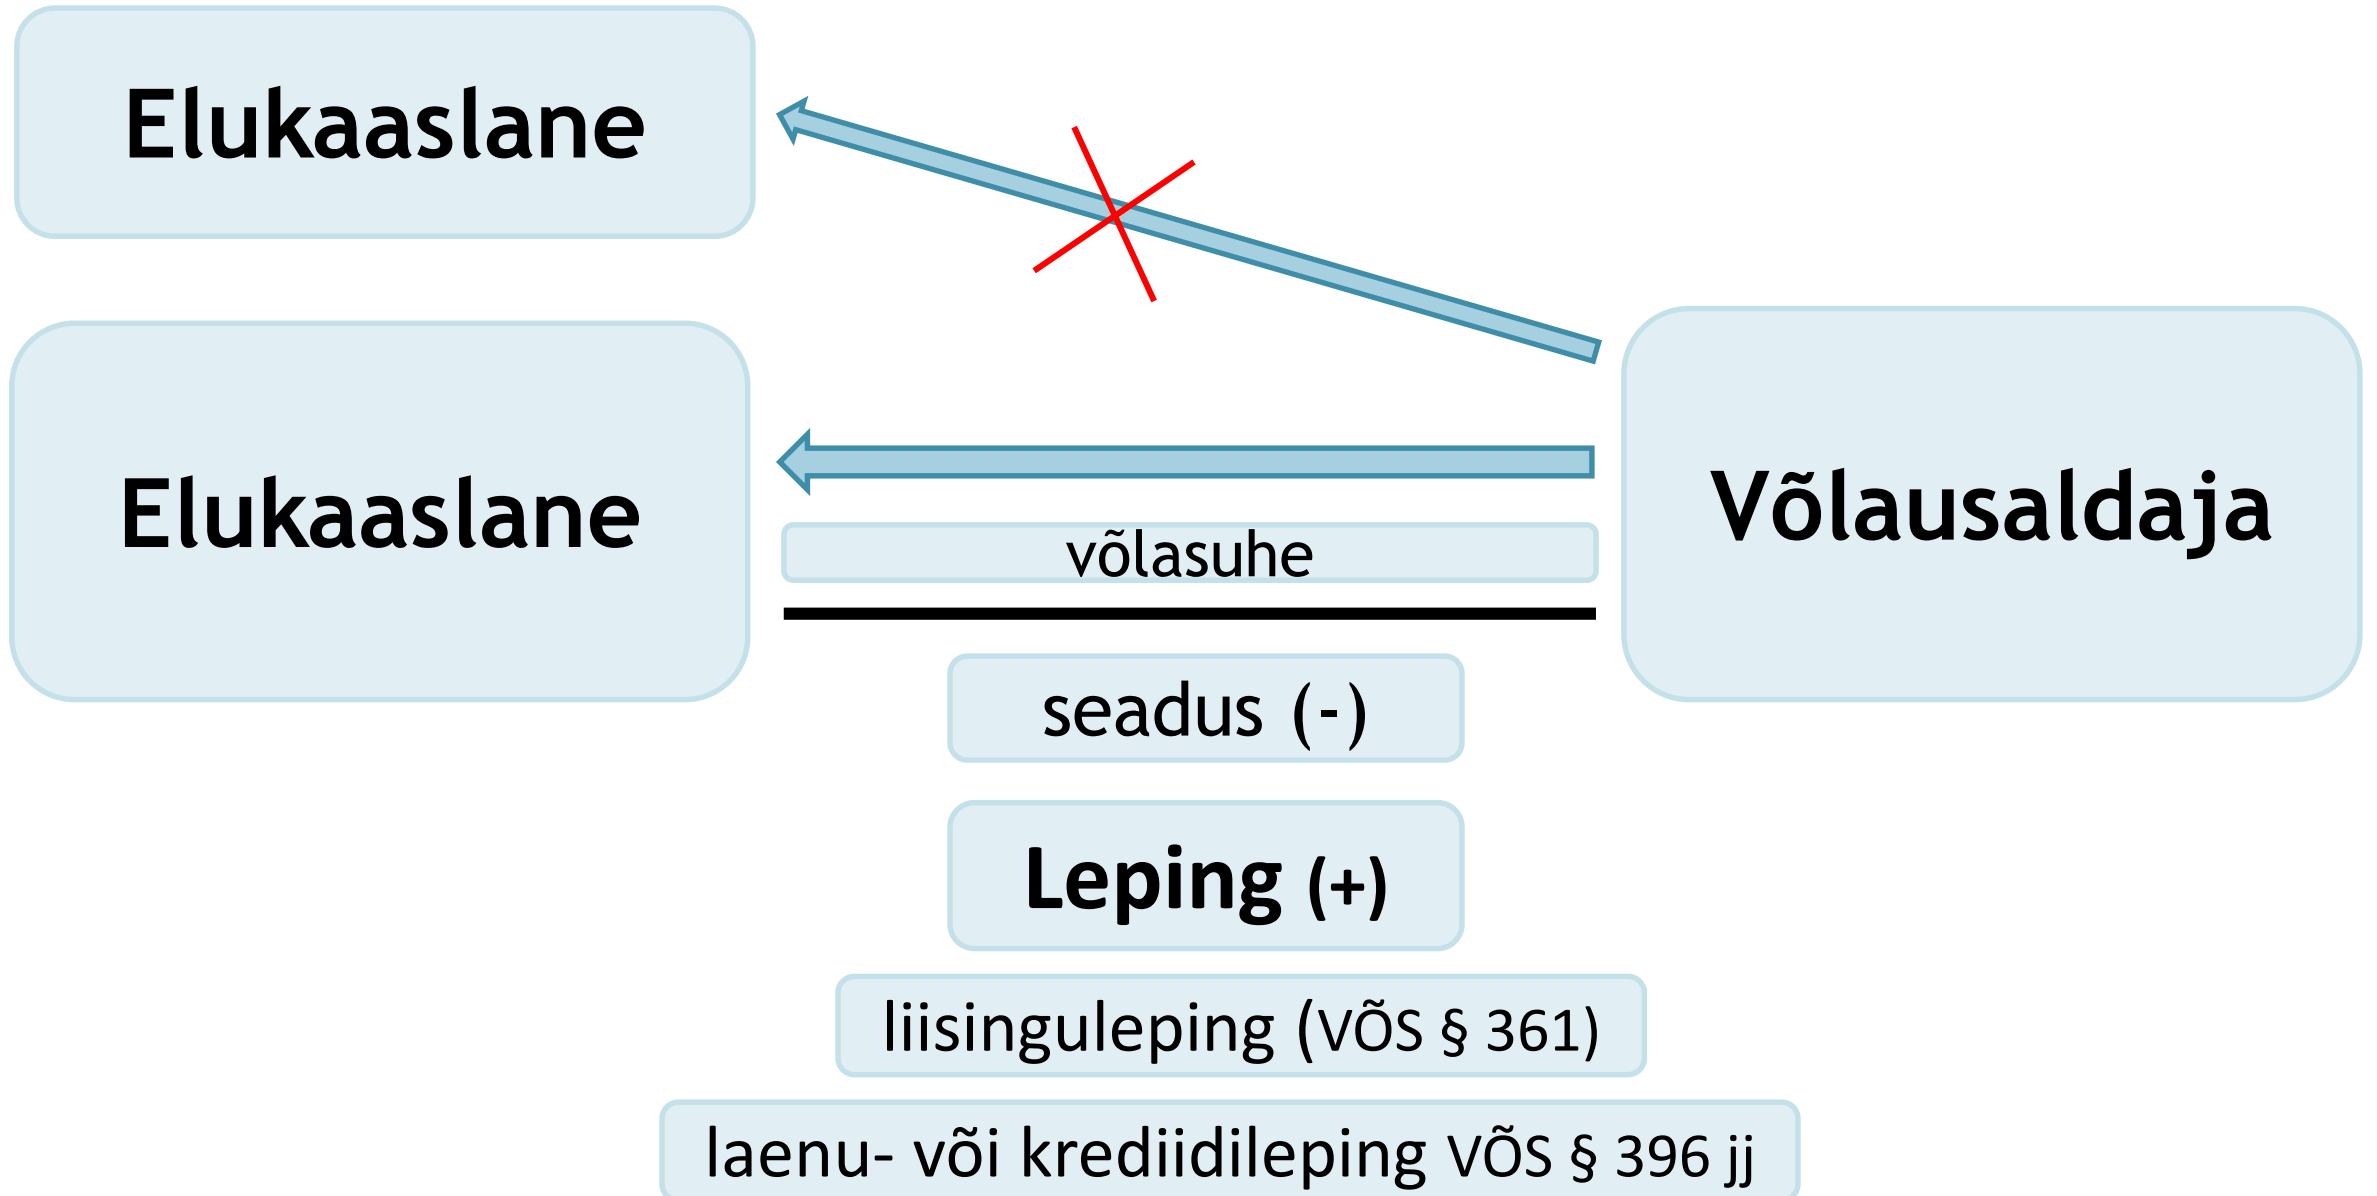 Elukaaslane
Elukaaslane
Võlausaldaja
võlasuhe
seadus (-)
Leping (+)
liisinguleping (VÕS § 361)
laenu- või krediidileping VÕS § 396 jj